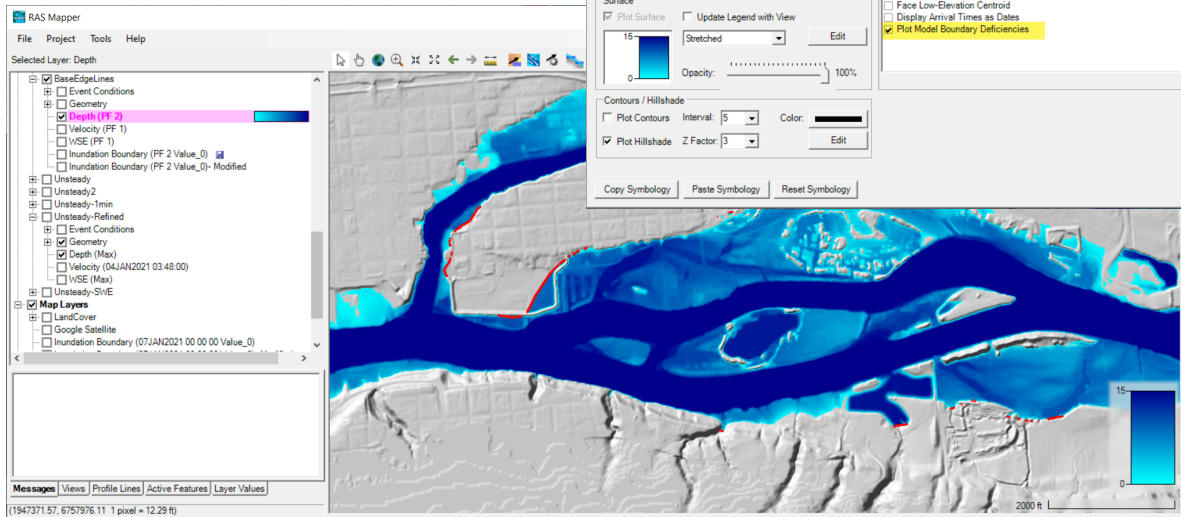 RAS Mapper
File Project Tools Help
Selected Layer: Depth
BaseEdgeLines
Event Conditions
Geometry
Depth (PF 2)
Velocity (PF 1)
WSE (PF 1)
Inundation Boundary (PF 2 Value_0)
Inundation Boundary (PF 2 Value_0)- Modified
Unsteady
Unsteady2
Unsteady-1min
Unsteady-Refined
Event Conditions
Geometry
Depth (Max)
Velocity (04JAN2021 03:48:00)
WSE (Max)
Unsteady-SWE
Map Layers
LandCover
Google Satellite
Inundation Boundary (07JAN2021 00 00 00 Value_0)
Messages Views Profile Lines Active Features Layer Values
(1947371.57, 6757976.11 1 pixel = 12.29 ft)
Surface
Plot Surface Update Legend with View
15
0
Stretched Edit
Opacity: 100%
Contours / Hillshade
Plot Contours Interval: 5 Color:
Plot Hillshade Z Factor: 3 Edit
Copy Symbology Paste Symbology Reset Symbology
Face Low-Elevation Centroid
Display Arrival Times as Dates
Plot Model Boundary Deficiencies
15
0
2000 ft